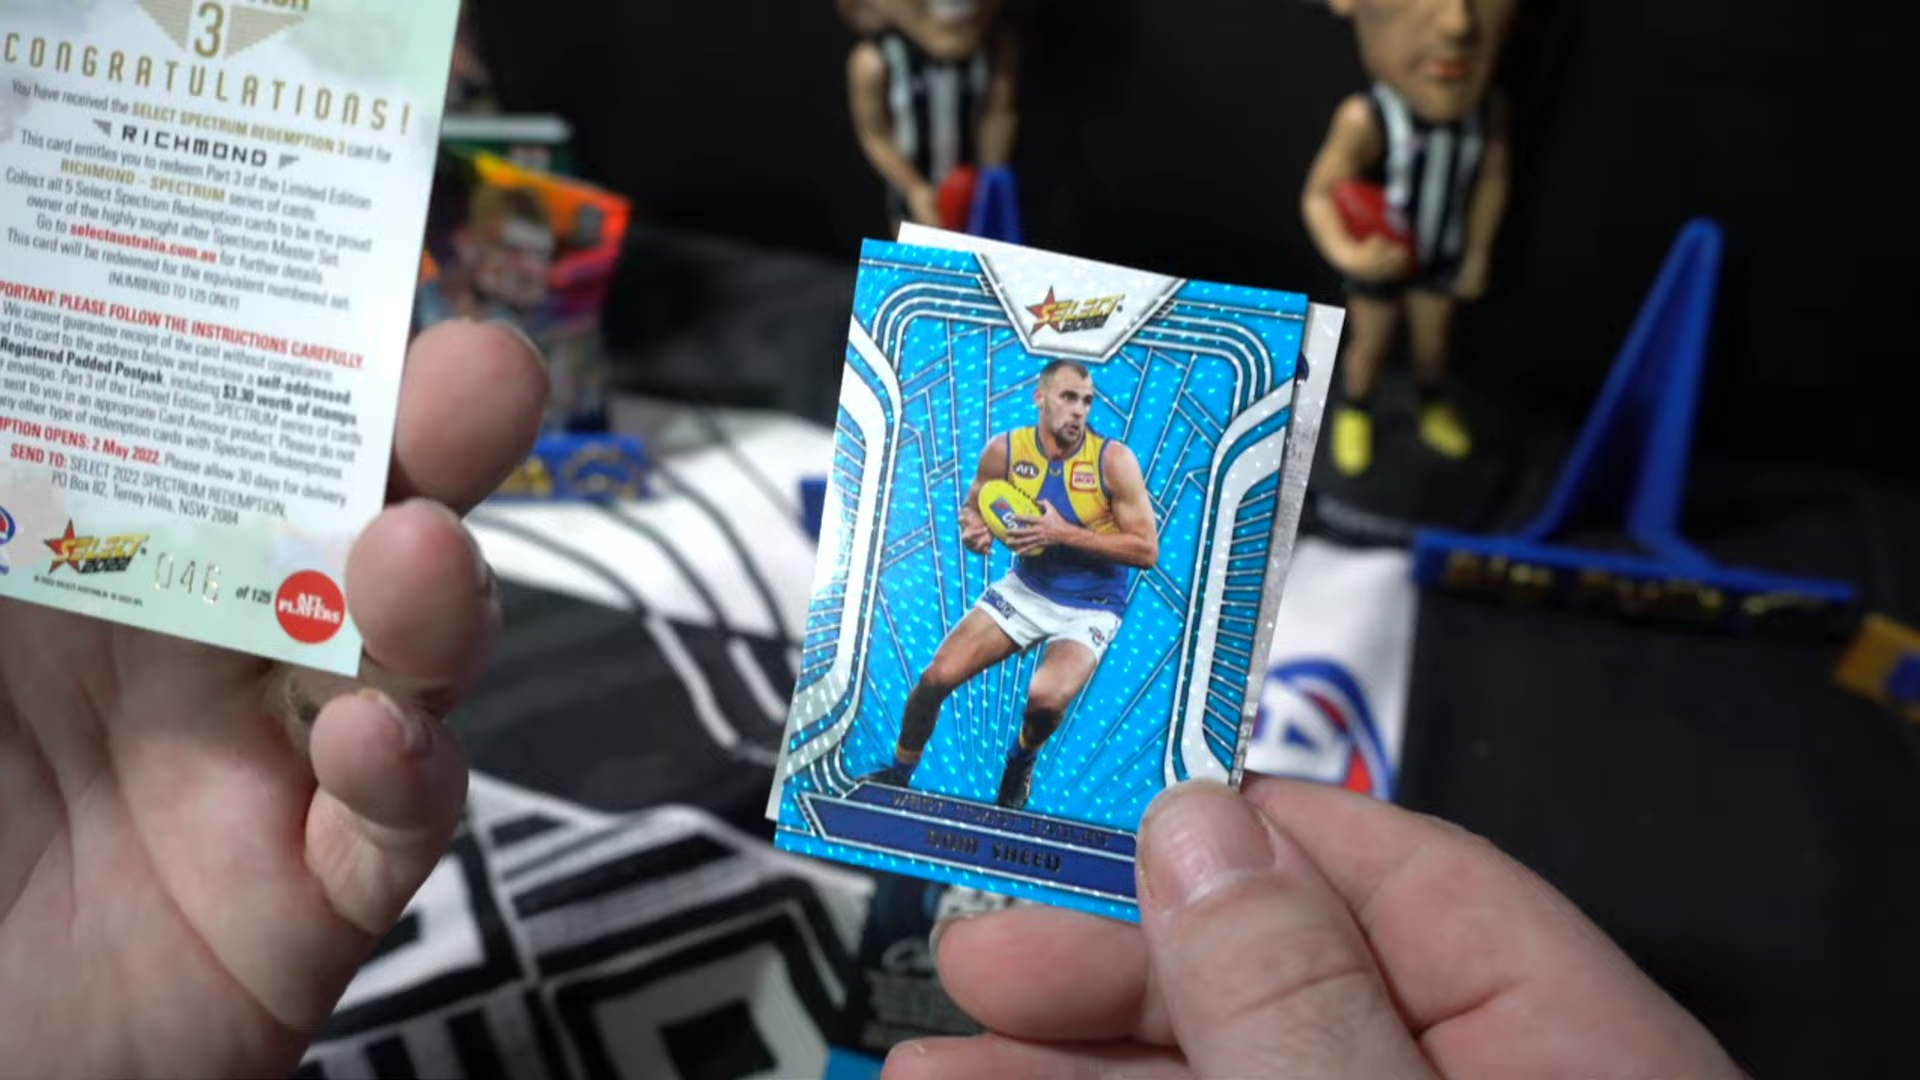 3
CONGRATULATIONS!
You have received the SELECT SPECTRUM REDEMPTION 3 card for
RICHMOND
This card entitles you to redeem Part 3 of the Limited Edition
RICHMOND - SPECTRUM series of cards.
Collect all 5 Select Spectrum Redemption cards to be the proud
owner of the highly sought after Spectrum Master Set.
Go to selectaustralia.com.au for further details.
This card will be redeemed for the equivalent numbered set.
(NUMBERED TO 125 ONLY)
PORTANT: PLEASE FOLLOW THE INSTRUCTIONS CAREFULLY
We cannot guarantee receipt of the card without compliance
nd this card to the address below and enclose a self-addressed
Registered Padded Postpak, including $3.30 worth of stamps
envelope. Part 3 of the Limited Edition SPECTRUM series of cards
sent to you in an appropriate Card Armour product. Please do not
any other type of redemption cards with Spectrum Redemptions.
MPTION OPENS: 2 May 2022. Please allow 30 days for delivery
SEND TO: SELECT 2022 SPECTRUM REDEMPTION,
PO Box 82, Terrey Hills, NSW 2084
SELECT
2022
046 of 125
AFL
PLAYERS
SELECT
2022
AFL
WEST COAST EAGLES
DOM SHEED